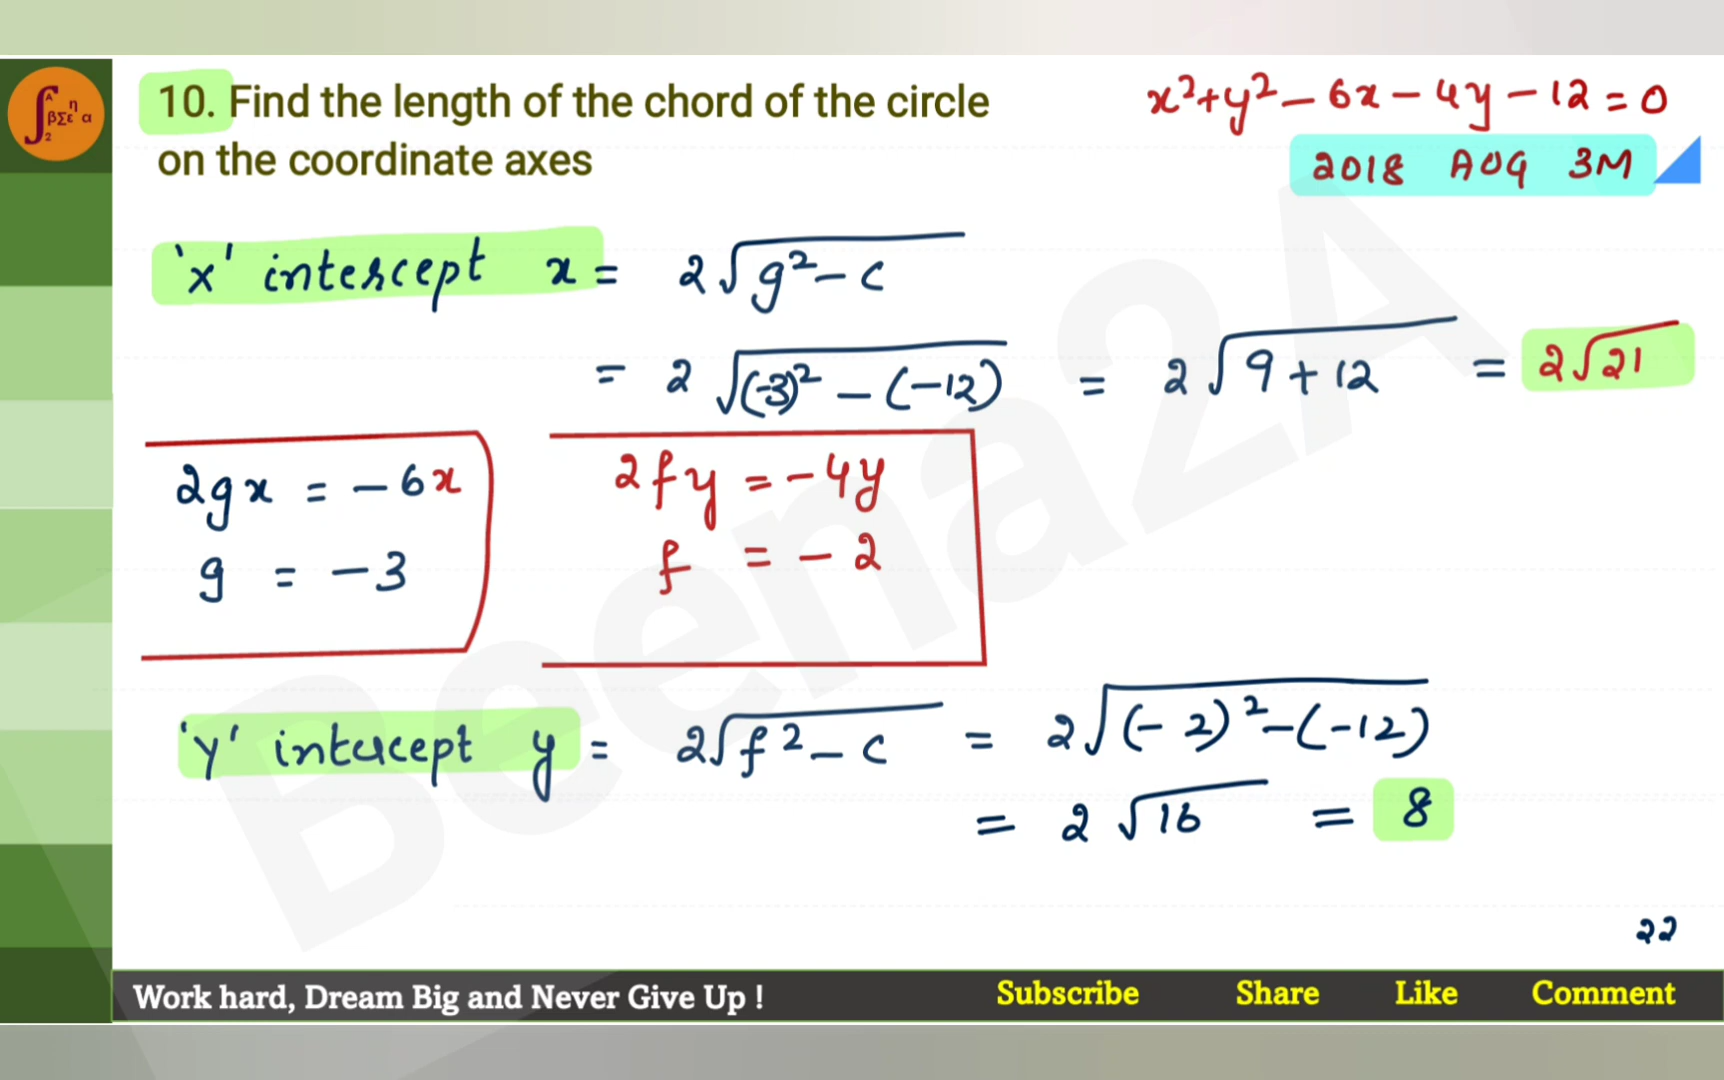 10. Find the length of the chord of the circle
on the coordinate axes
x²+y²-6x-4y-12=0
2018 AUG 3M
'x' intercept x = 2√(g²-c)
= 2√((-3)²-(-12)) = 2√(9+12) = 2√21
2gx = -6x
g = -3
2fy = -4y
f = -2
'y' intercept y = 2√(f²-c) = 2√((-2)²-(-12))
= 2√16 = 8
Beena2A
22
Work hard, Dream Big and Never Give Up !
Subscribe Share Like Comment